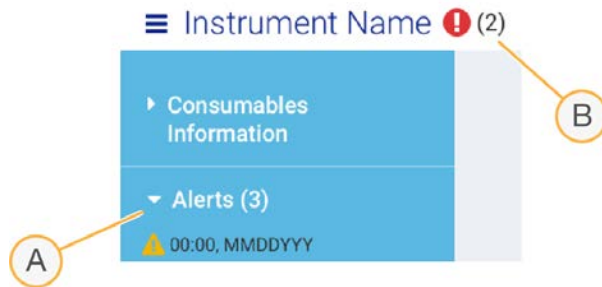 Instrument Name (2)
Consumables
Information
B
Alerts (3)
A
00:00, MMDDYYY